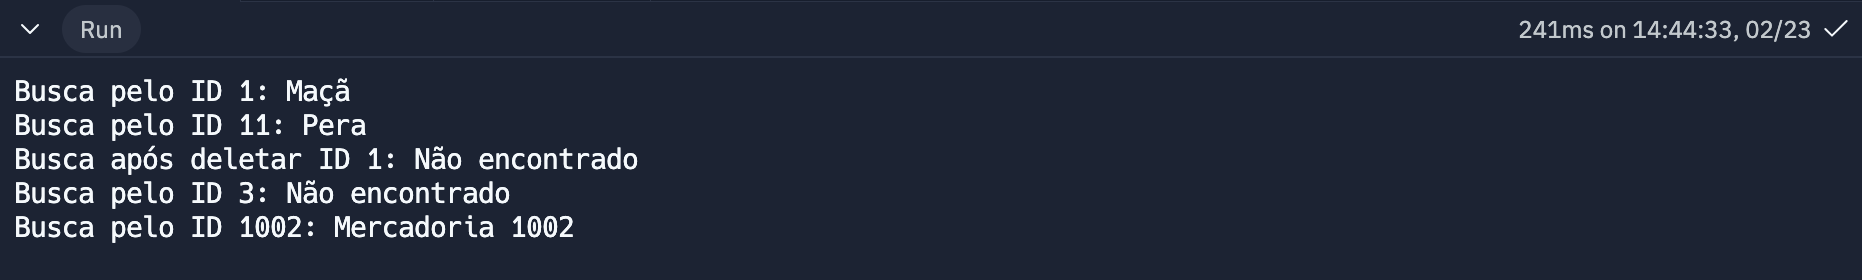 Run
241ms on 14:44:33, 02/23
Busca pelo ID 1: Maçã
Busca pelo ID 11: Pera
Busca após deletar ID 1: Não encontrado
Busca pelo ID 3: Não encontrado
Busca pelo ID 1002: Mercadoria 1002